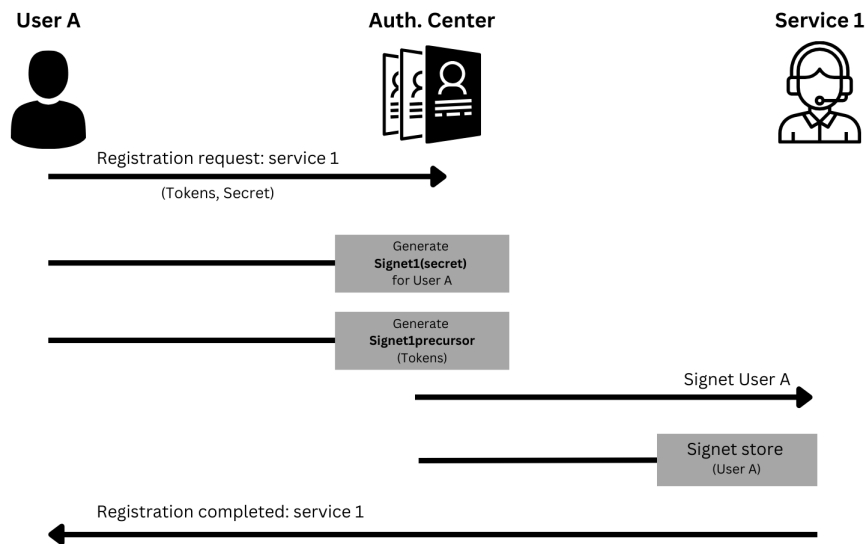 User A
Auth. Center
Service 1
Registration request: service 1
(Tokens, Secret)
Generate
Signet1(secret)
for User A
Generate
Signet1precursor
(Tokens)
Signet User A
Signet store
(User A)
Registration completed: service 1